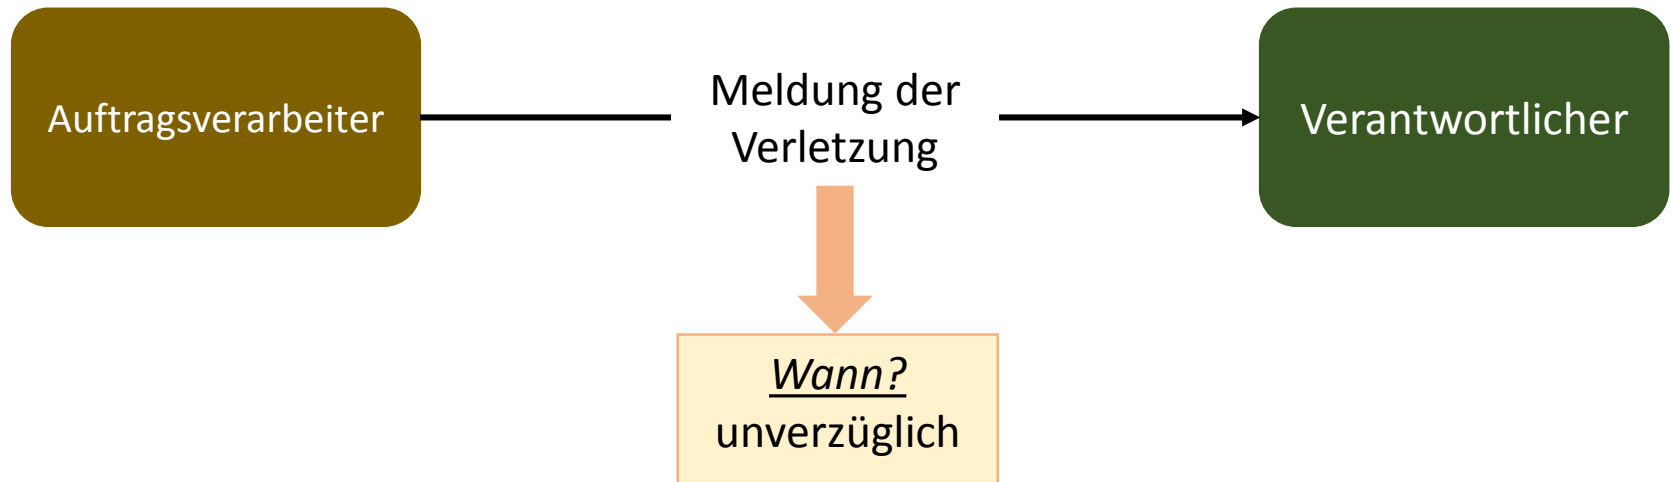 Auftragsverarbeiter
Meldung der
Verletzung
Verantwortlicher
Wann?
unverzüglich